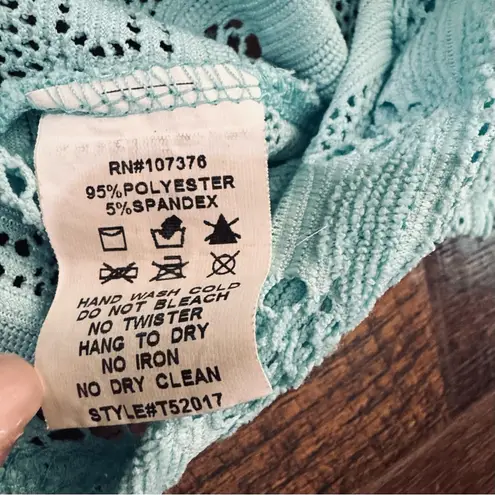 RN#107376
95%POLYESTER
5%SPANDEX
HAND WASH COLD
DO NOT BLEACH
NO TWISTER
HANG TO DRY
NO IRON
NO DRY CLEAN
STYLE#T52017